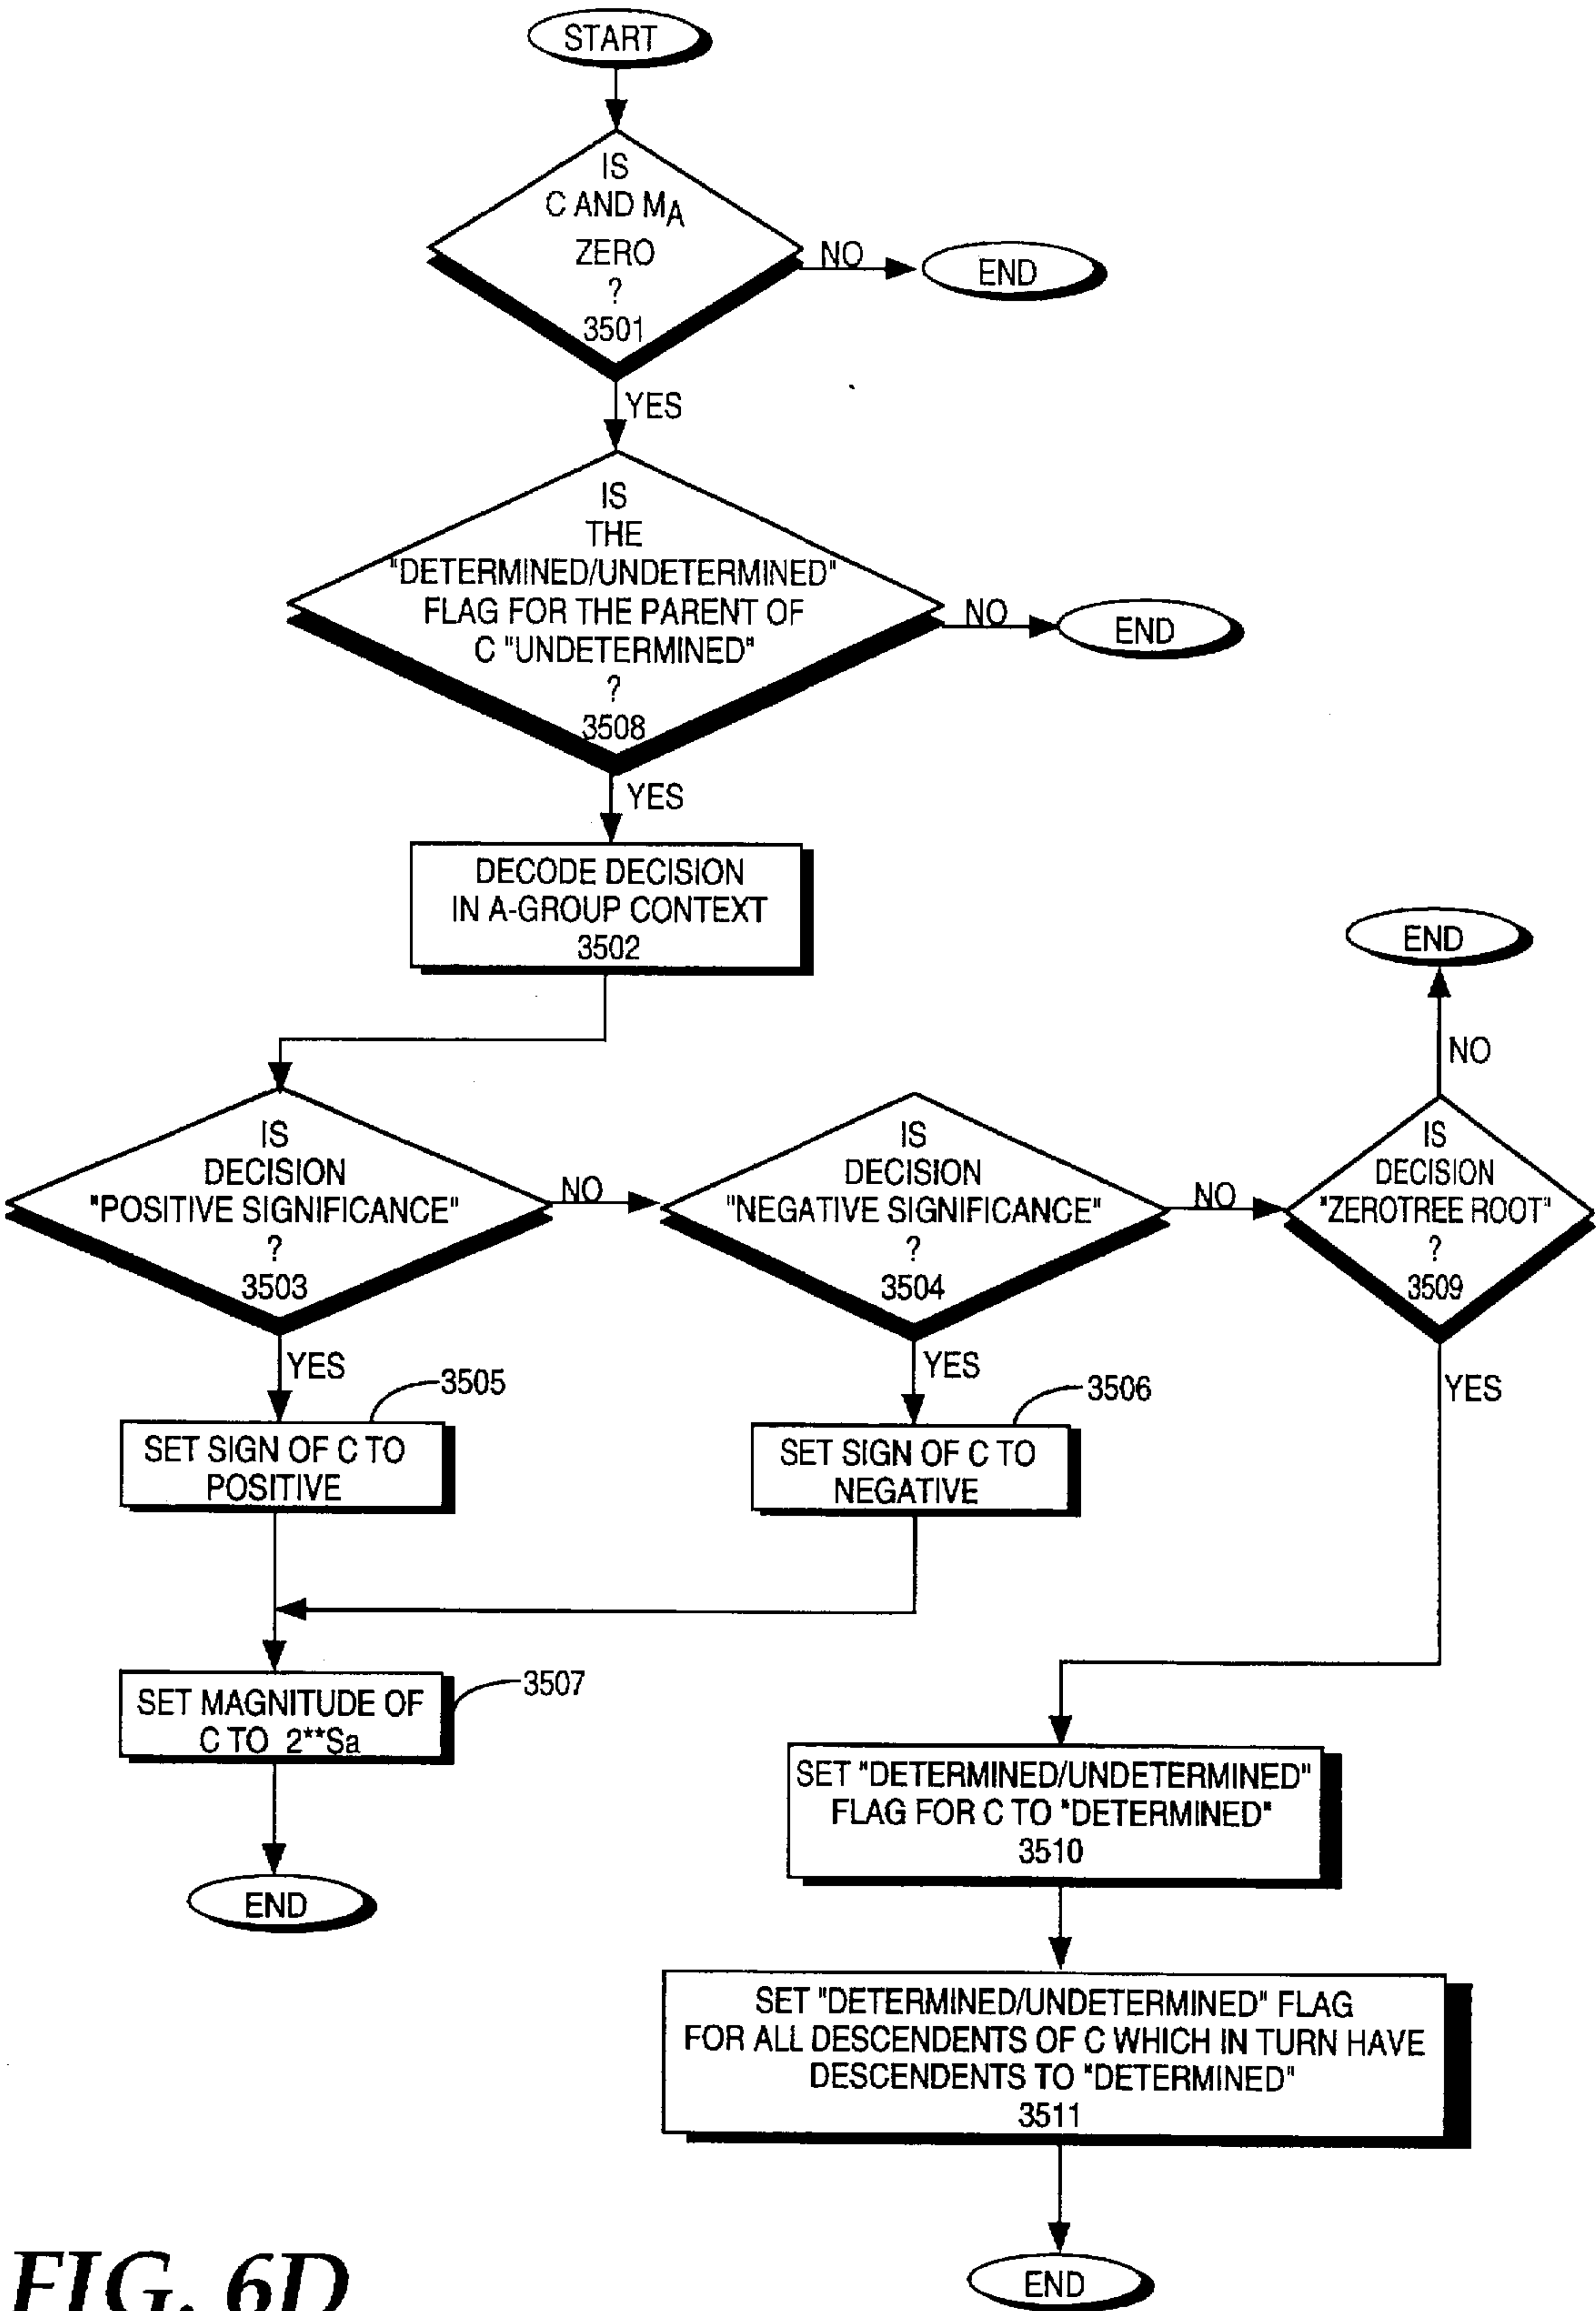 START
IS
C AND MA
ZERO
?
3501
NO
END
YES
IS
THE
"DETERMINED/UNDETERMINED"
FLAG FOR THE PARENT OF
C "UNDETERMINED"
?
3508
NO
END
YES
DECODE DECISION
IN A-GROUP CONTEXT
3502
END
NO
IS
DECISION
"POSITIVE SIGNIFICANCE"
?
3503
NO
IS
DECISION
"NEGATIVE SIGNIFICANCE"
?
3504
NO
IS
DECISION
"ZEROTREE ROOT"
?
3509
YES
3505
SET SIGN OF C TO
POSITIVE
YES
3506
SET SIGN OF C TO
NEGATIVE
YES
SET MAGNITUDE OF
C TO 2**Sa
3507
END
SET "DETERMINED/UNDETERMINED"
FLAG FOR C TO "DETERMINED"
3510
SET "DETERMINED/UNDETERMINED" FLAG
FOR ALL DESCENDENTS OF C WHICH IN TURN HAVE
DESCENDENTS TO "DETERMINED"
3511
END
FIG. 6D